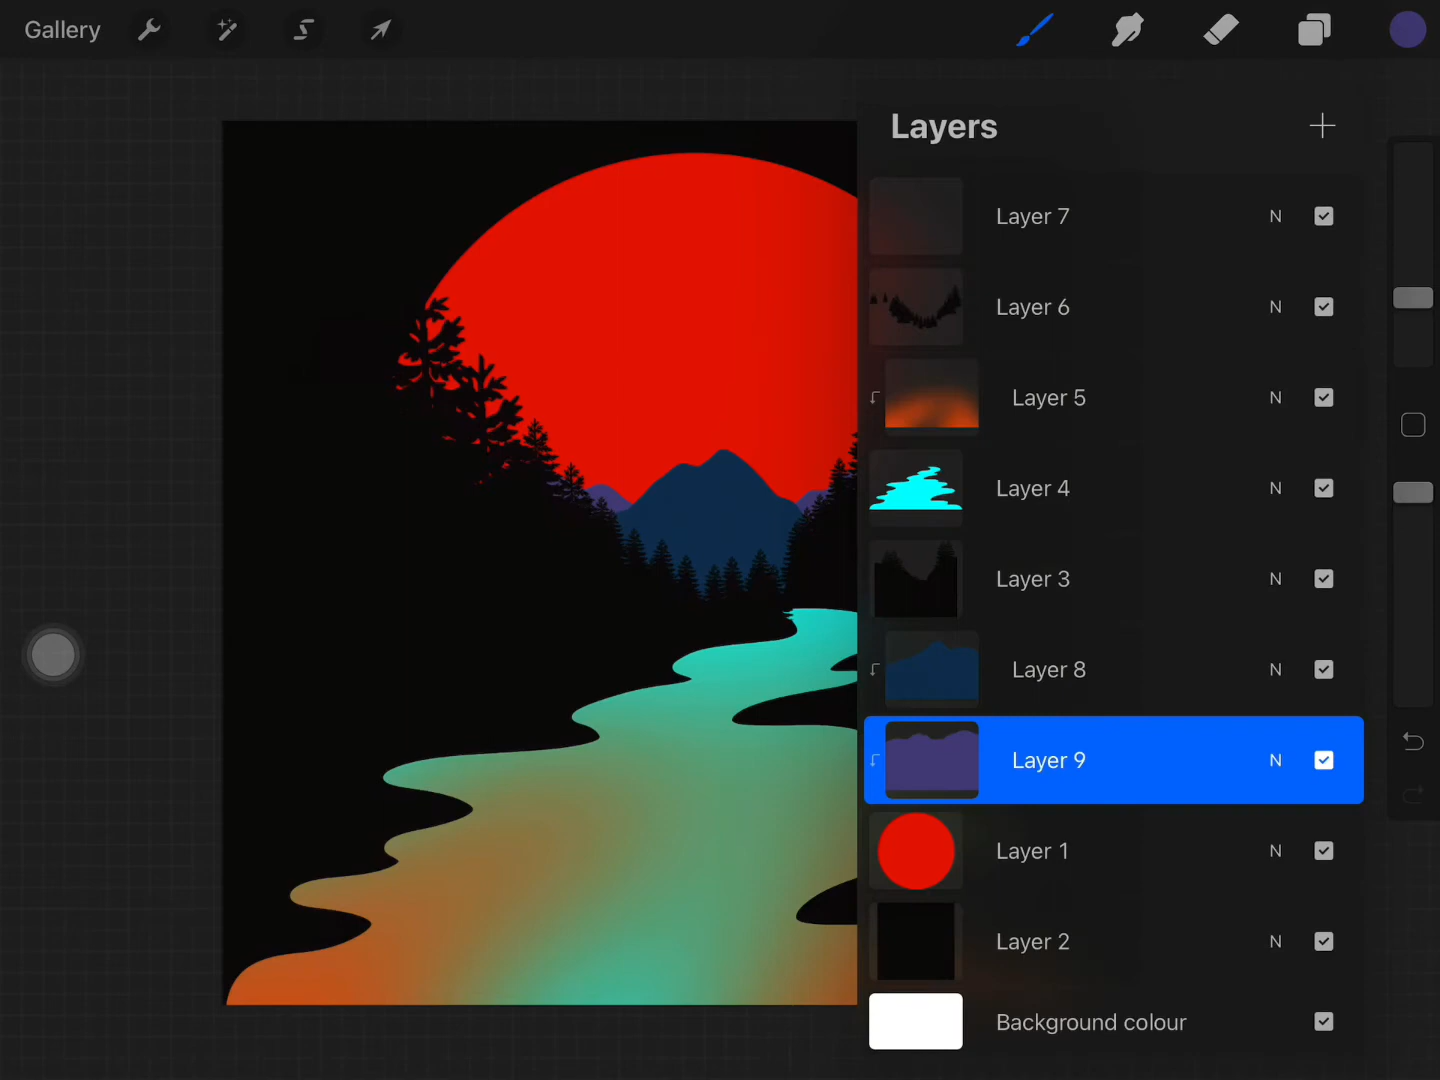 Gallery
Layers
Layer 7 N
Layer 6 N
Layer 5 N
Layer 4 N
Layer 3 N
Layer 8 N
Layer 9 N
Layer 1 N
Layer 2 N
Background colour